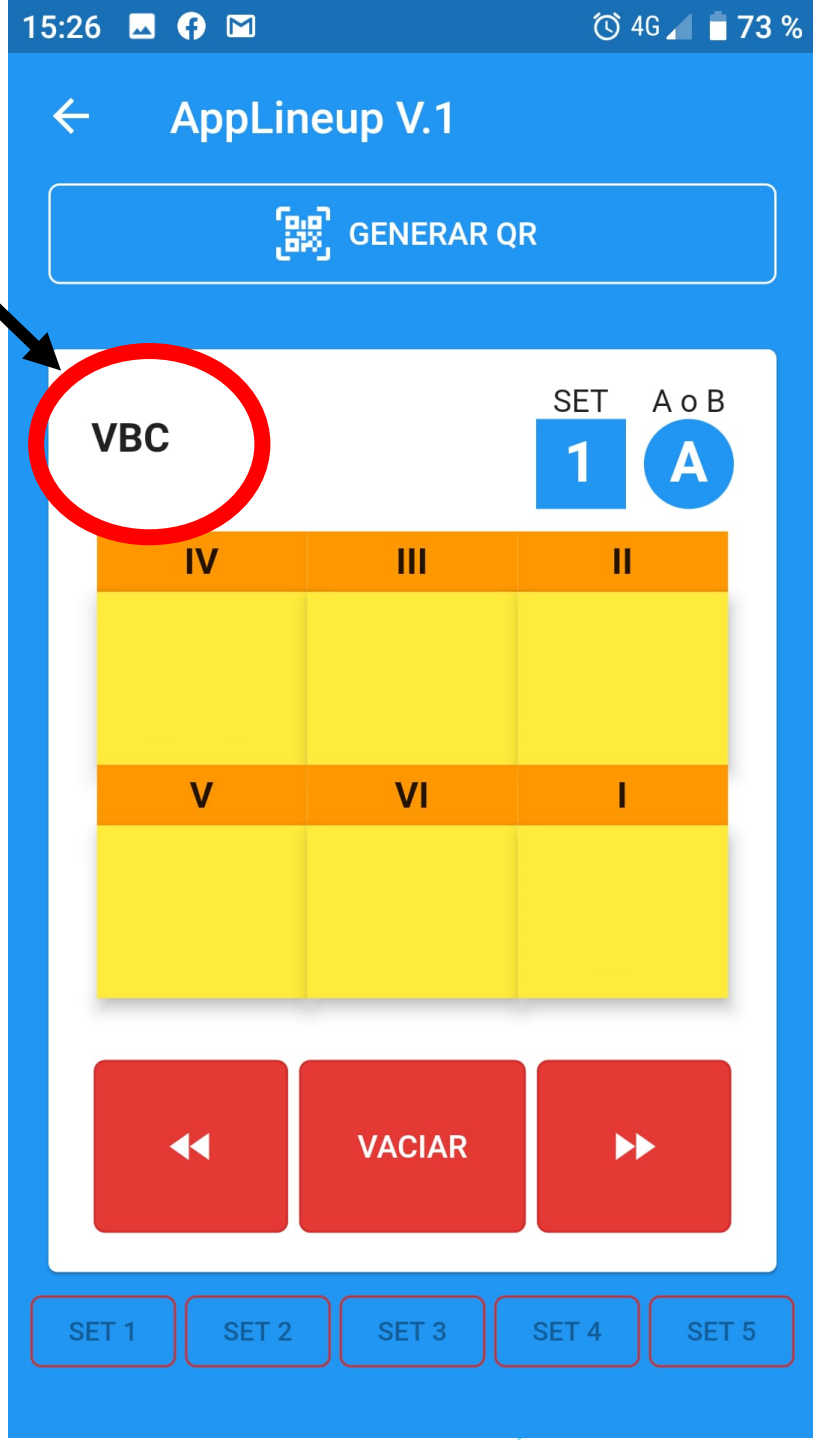 15:26 4G 73 %
AppLineup V.1
GENERAR QR
SET A o B
VBC 1 A
IV III II
V VI I
VACIAR
SET 1 SET 2 SET 3 SET 4 SET 5